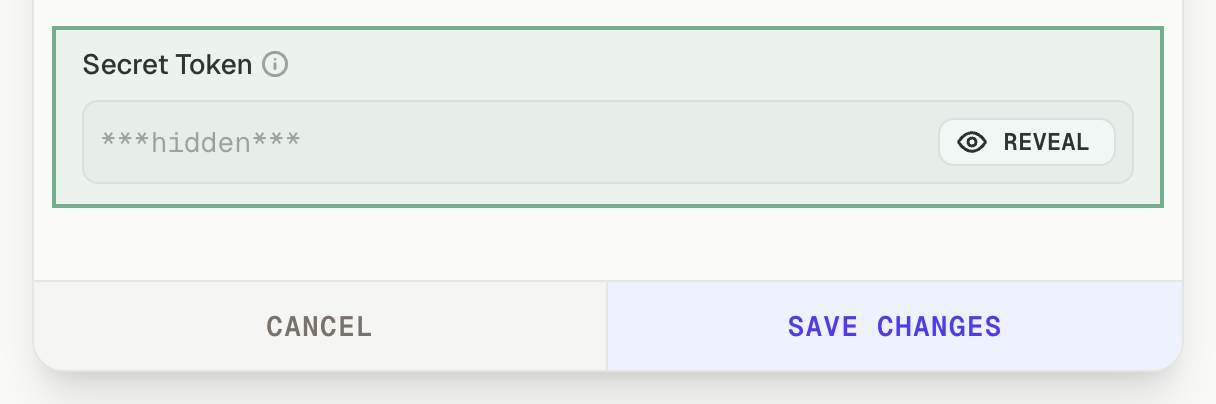 Secret Token
***hidden***
REVEAL
CANCEL
SAVE CHANGES